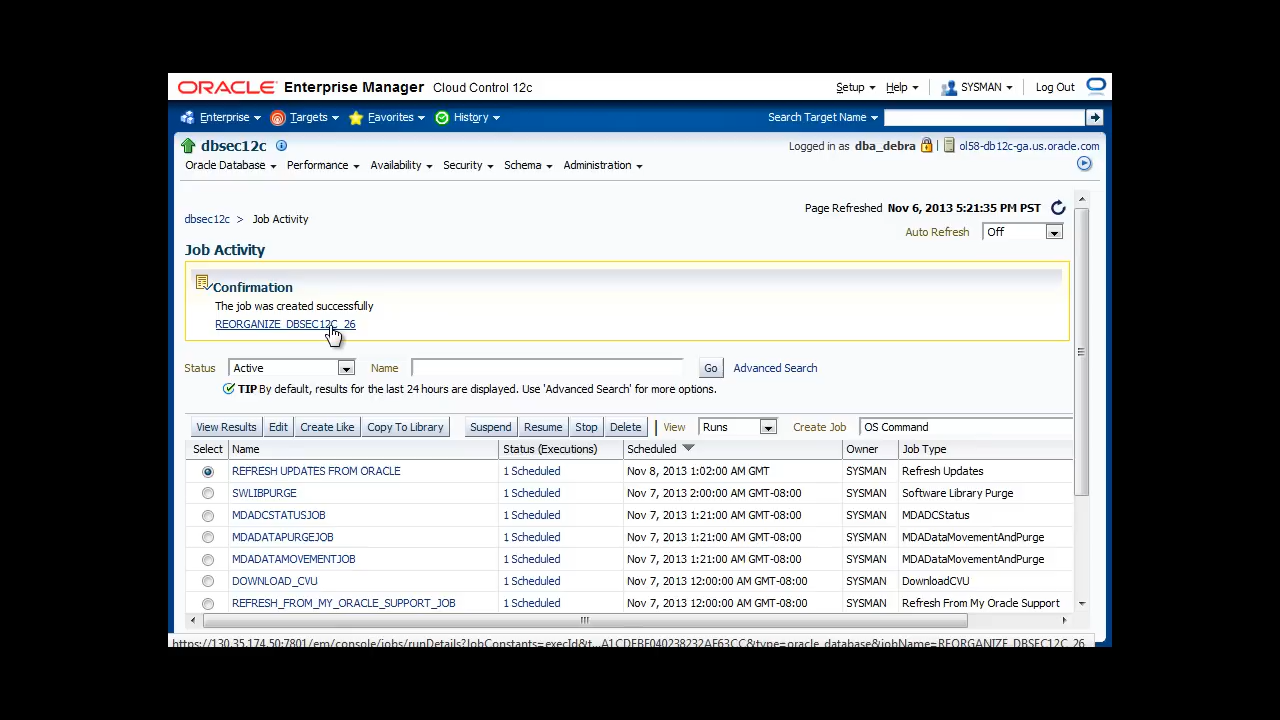 ORACLE Enterprise Manager Cloud Control 12c Setup Help SYSMAN Log Out
Enterprise Targets Favorites History Search Target Name
dbsec12c Logged in as dba_debra ol58-db12c-ga.us.oracle.com
Oracle Database Performance Availability Security Schema Administration
Page Refreshed Nov 6, 2013 5:21:35 PM PST
dbsec12c > Job Activity
Auto Refresh Off
Job Activity
Confirmation
The job was created successfully
REORGANIZE_DBSEC12C_26
Status Active Name Go Advanced Search
TIP By default, results for the last 24 hours are displayed. Use 'Advanced Search' for more options.
View Results Edit Create Like Copy To Library Suspend Resume Stop Delete View Runs Create Job OS Command
Select Name Status (Executions) Scheduled Owner Job Type
REFRESH UPDATES FROM ORACLE 1 Scheduled Nov 8, 2013 1:02:00 AM GMT SYSMAN Refresh Updates
SWLIBPURGE 1 Scheduled Nov 7, 2013 2:00:00 AM GMT-08:00 SYSMAN Software Library Purge
MDADCSTATUSJOB 1 Scheduled Nov 7, 2013 1:21:00 AM GMT-08:00 SYSMAN MDADCStatus
MDADATAPURGEJOB 1 Scheduled Nov 7, 2013 1:21:00 AM GMT-08:00 SYSMAN MDADataMovementAndPurge
MDADATAMOVEMENTJOB 1 Scheduled Nov 7, 2013 1:21:00 AM GMT-08:00 SYSMAN MDADataMovementAndPurge
DOWNLOAD_CVU 1 Scheduled Nov 7, 2013 12:00:00 AM GMT-08:00 SYSMAN DownloadCVU
REFRESH_FROM_MY_ORACLE_SUPPORT_JOB 1 Scheduled Nov 7, 2013 12:00:00 AM GMT-08:00 SYSMAN Refresh From My Oracle Support